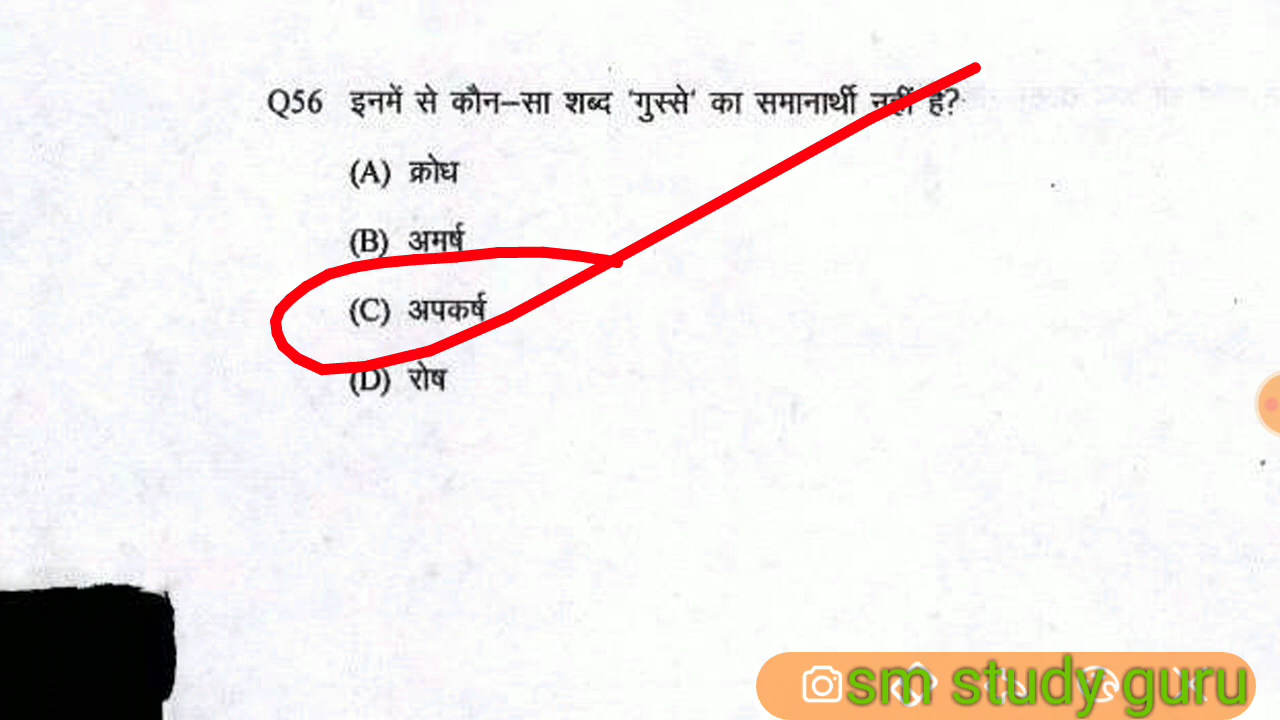 Q56 इनमें से कौन–सा शब्द 'गुस्से' का समानार्थी नहीं है?
(A) क्रोध
(B) अमर्ष
(C) अपकर्ष
(D) रोष
sm study guru